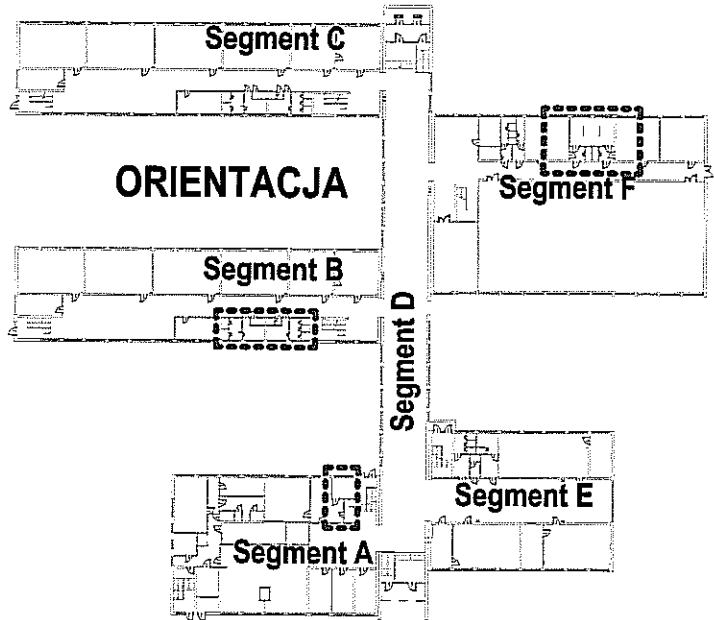 Segment C
ORIENTACJA
Segment F
Segment B
Segment D
Segment E
Segment A